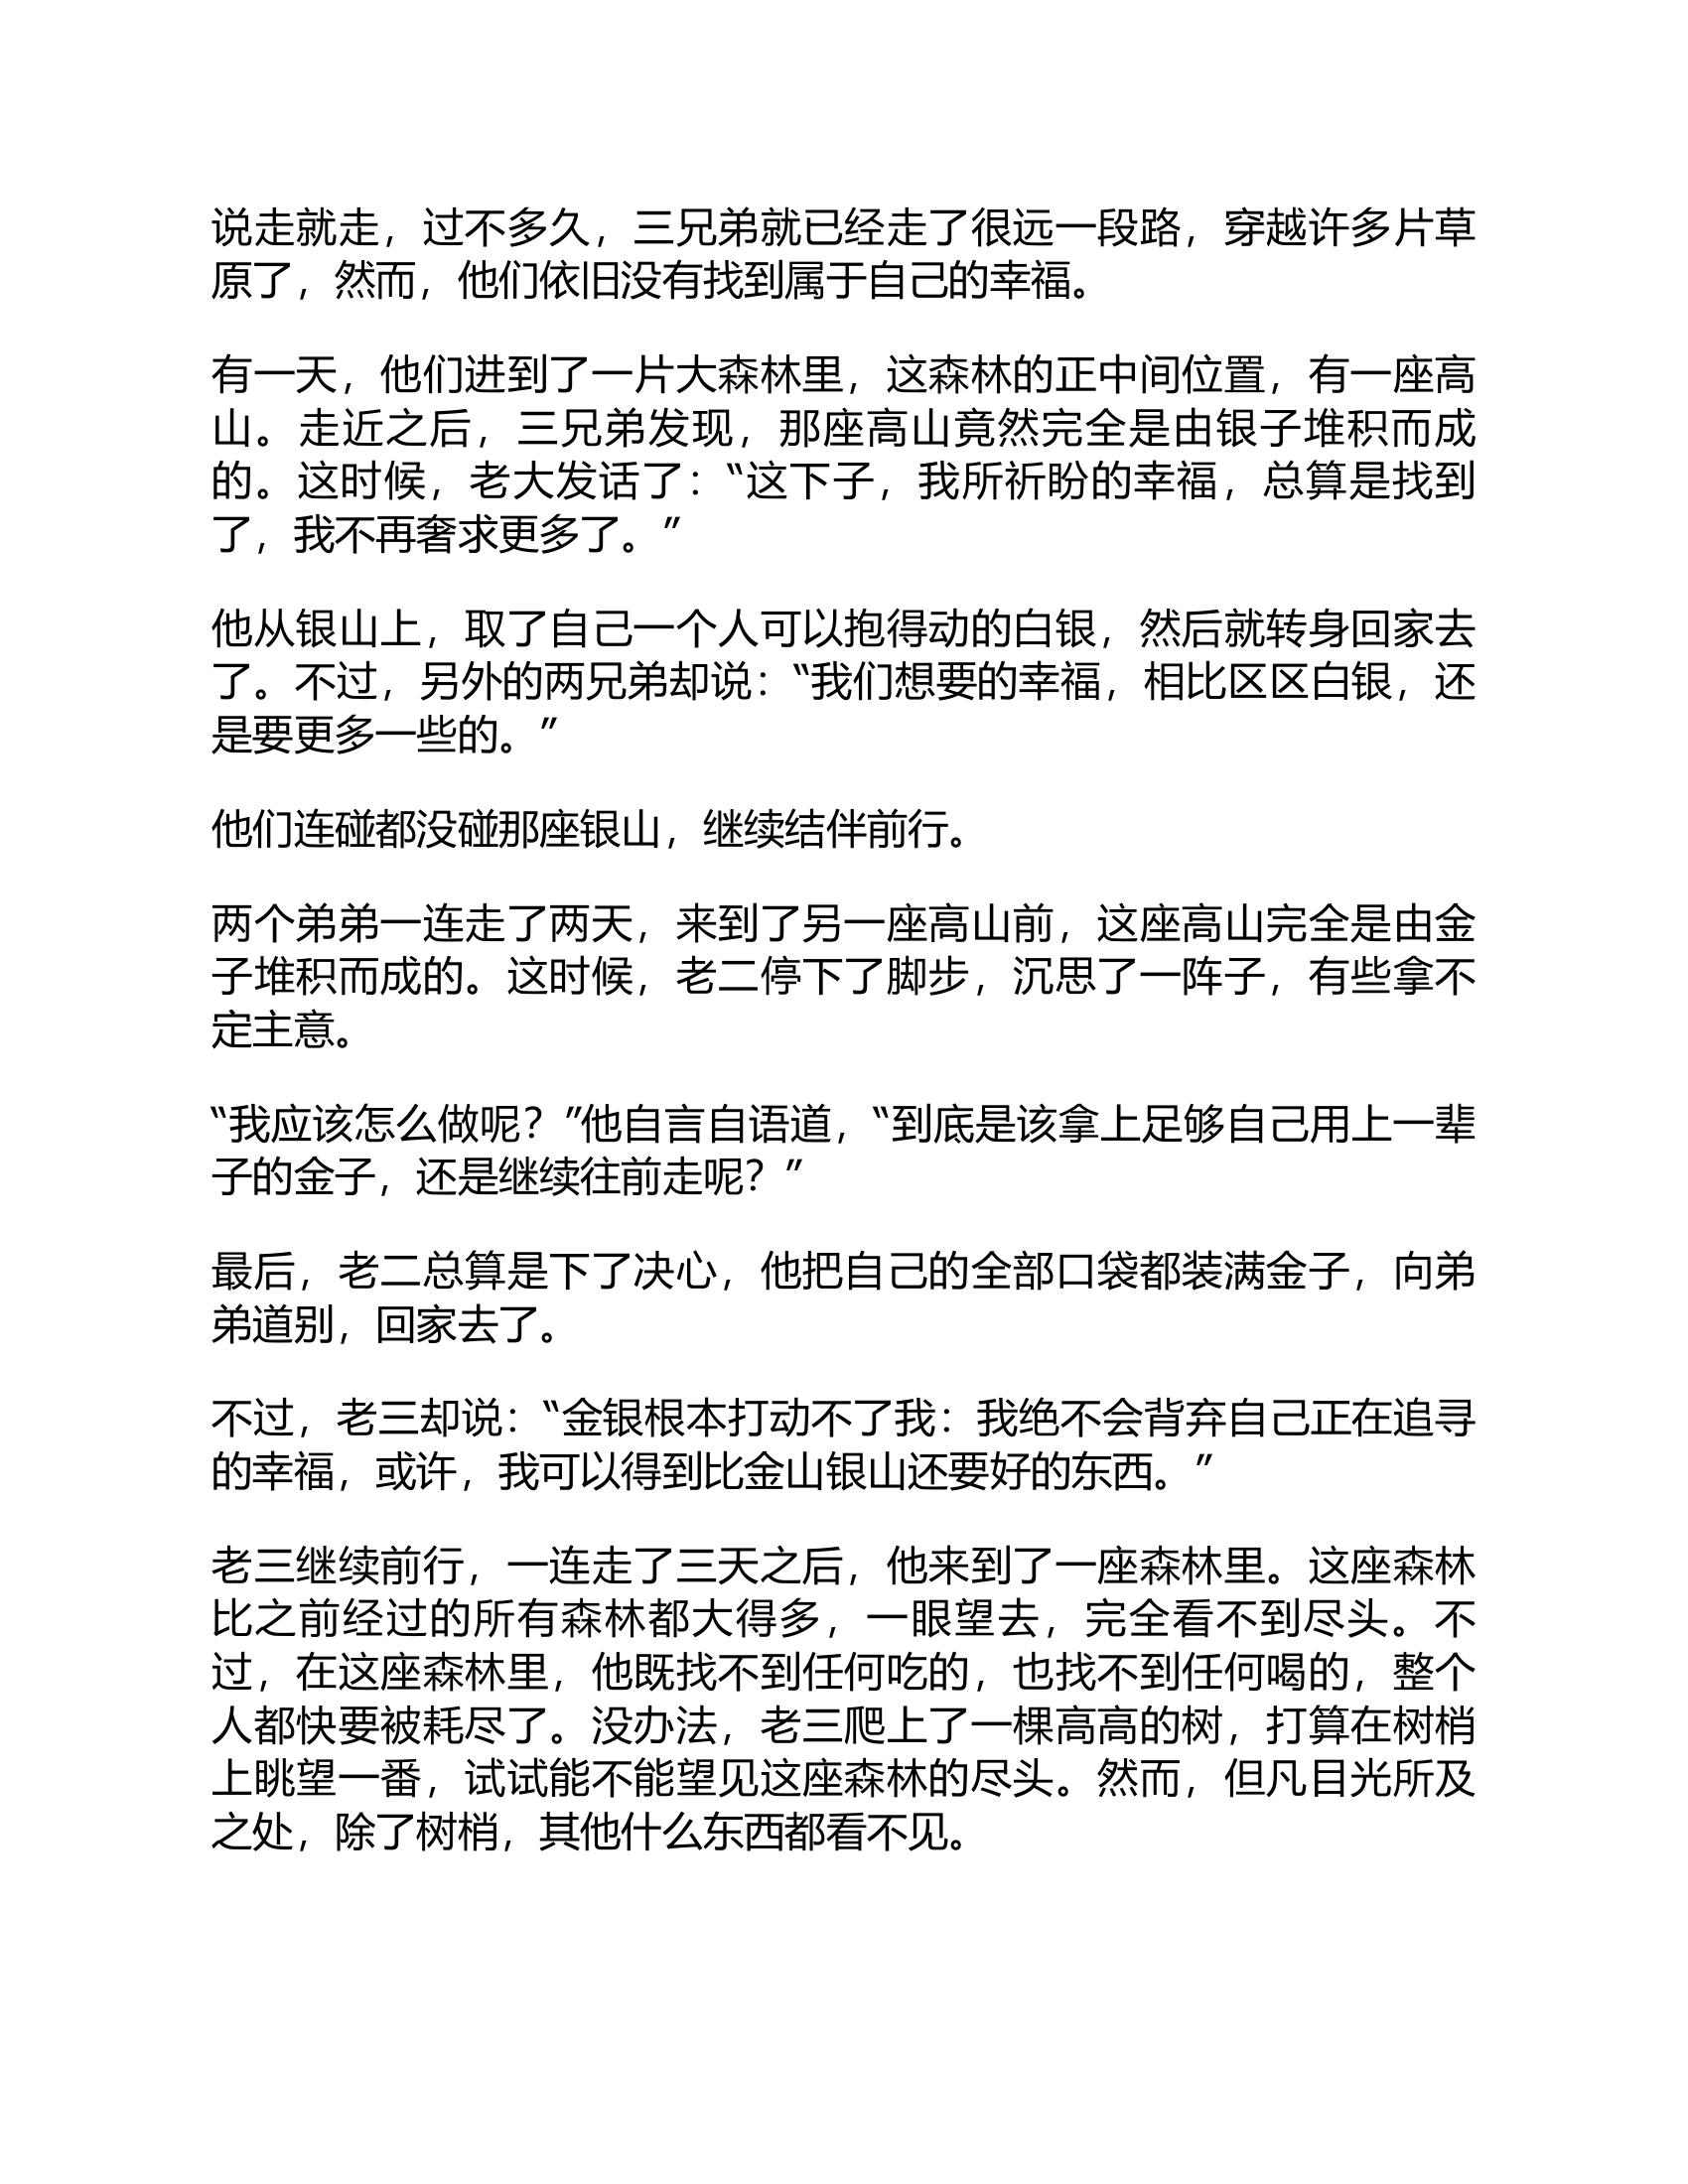 说走就走，过不多久，三兄弟就已经走了很远一段路，穿越许多片草
原了，然而，他们依旧没有找到属于自己的幸福。
有一天，他们进到了一片大森林里，这森林的正中间位置，有一座高
山。走近之后，三兄弟发现，那座高山竟然完全是由银子堆积而成
的。这时候，老大发话了：“这下子，我所祈盼的幸福，总算是找到
了，我不再奢求更多了。”
他从银山上，取了自己一个人可以抱得动的白银，然后就转身回家去
了。不过，另外的两兄弟却说：“我们想要的幸福，相比区区白银，还
是要更多一些的。”
他们连碰都没碰那座银山，继续结伴前行。
两个弟弟一连走了两天，来到了另一座高山前，这座高山完全是由金
子堆积而成的。这时候，老二停下了脚步，沉思了一阵子，有些拿不
定主意。
“我应该怎么做呢？”他自言自语道，“到底是该拿上足够自己用上一辈
子的金子，还是继续往前走呢？”
最后，老二总算是下了决心，他把自己的全部口袋都装满金子，向弟
弟道别，回家去了。
不过，老三却说：“金银根本打动不了我：我绝不会背弃自己正在追寻
的幸福，或许，我可以得到比金山银山还要好的东西。”
老三继续前行，一连走了三天之后，他来到了一座森林里。这座森林
比之前经过的所有森林都大得多，一眼望去，完全看不到尽头。不
过，在这座森林里，他既找不到任何吃的，也找不到任何喝的，整个
人都快要被耗尽了。没办法，老三爬上了一棵高高的树，打算在树梢
上眺望一番，试试能不能望见这座森林的尽头。然而，但凡目光所及
之处，除了树梢，其他什么东西都看不见。